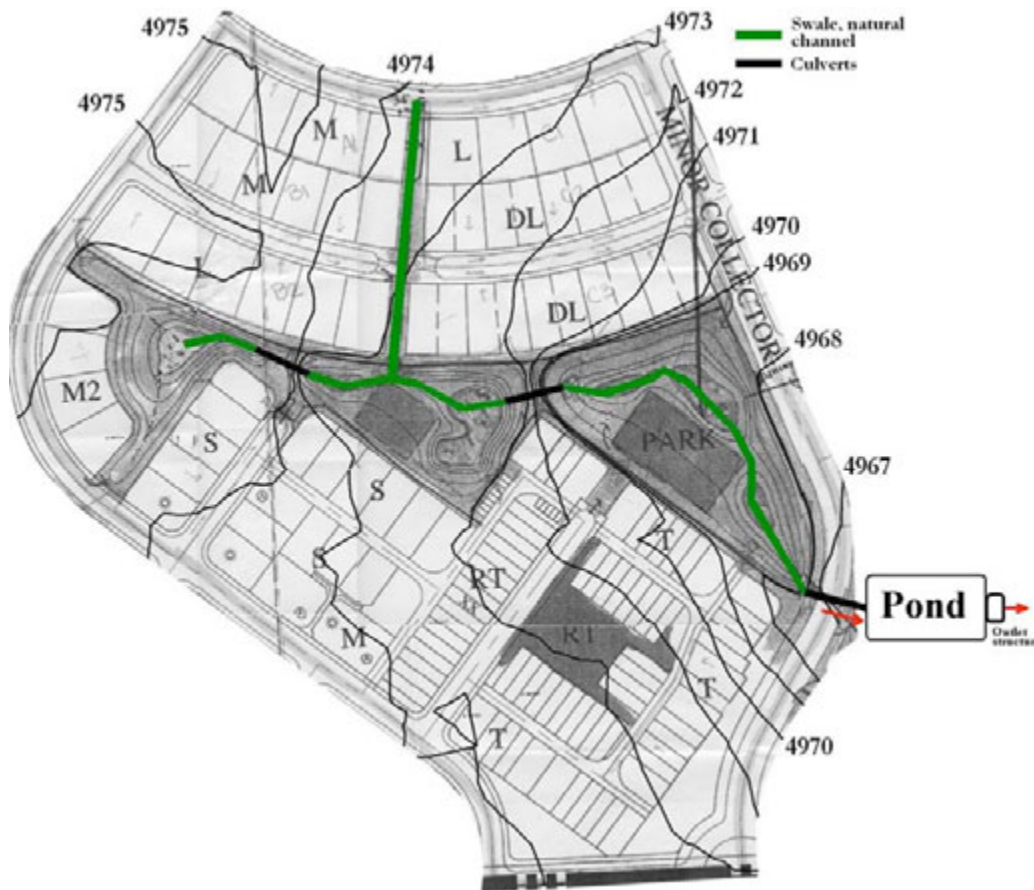 4975
4974
4973
Swale, natural
channel
Culverts
4975
4972
4971
4970
4969
4968
4967
4970
MINOR COLLECTOR
M
L
M
DL
B2
DL
M2
S
S
PARK
S
T
RT
M
T
T
Pond
Outlet